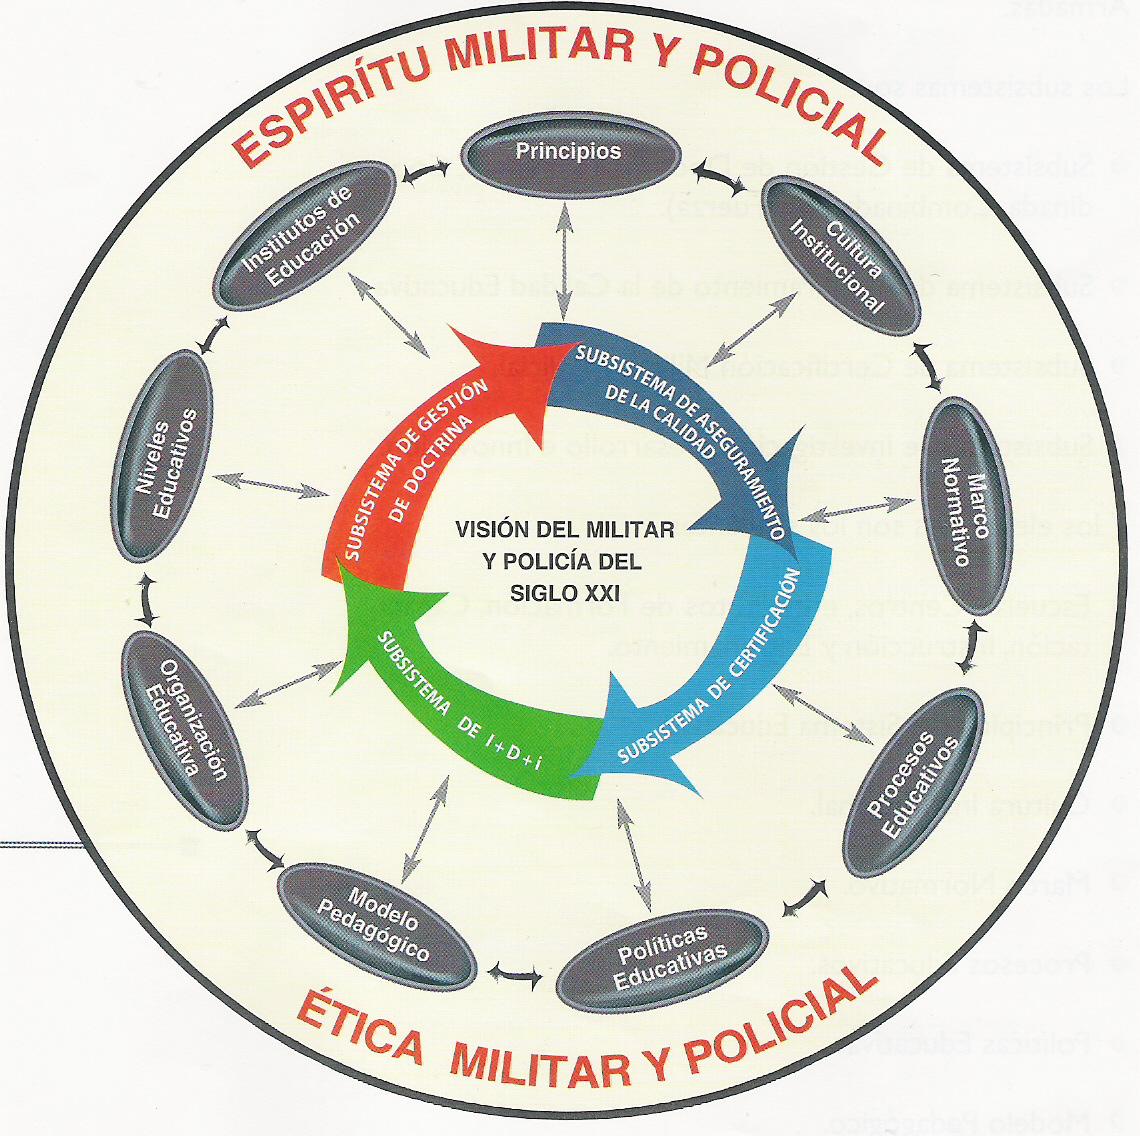 ESPIRÍTU MILITAR Y POLICIAL
Principios
Cultura
Institucional
Marco
Normativo
Procesos
Educativos
Políticas
Educativas
Modelo
Pedagógico
Organización
Educativa
Níveles
Educativos
Institutos de
Educación
SUBSISTEMA DE ASEGURAMIENTO
DE LA CALIDAD
SUBSISTEMA DE CERTIFICACIÓN
SUBSISTEMA DE I+D+i
SUBSISTEMA DE GESTIÓN
DE DOCTRINA
VISIÓN DEL MILITAR
Y POLICÍA DEL
SIGLO XXI
ÉTICA MILITAR Y POLICIAL